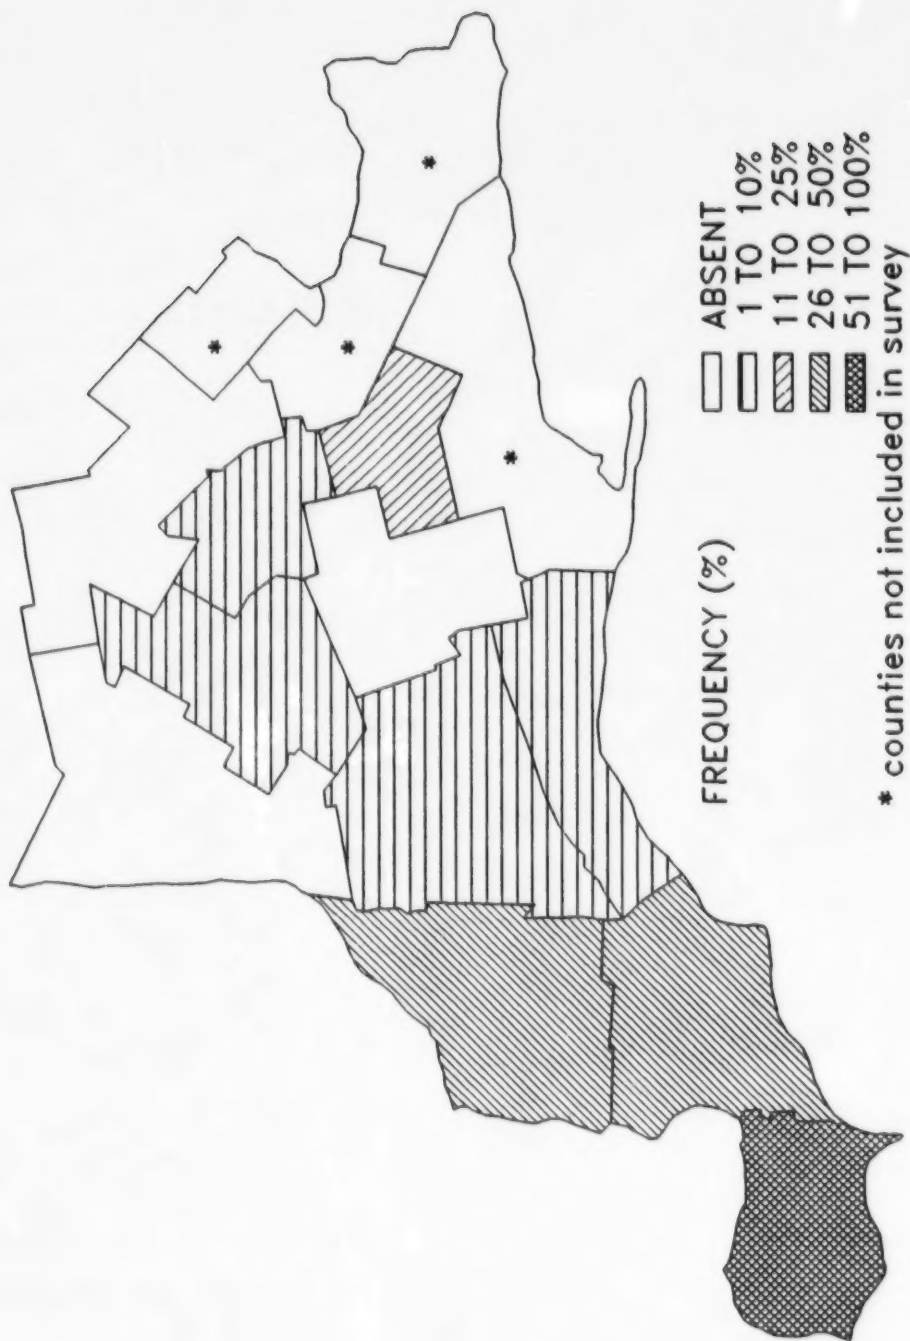 FREQUENCY (%)
ABSENT
1 TO 10%
11 TO 25%
26 TO 50%
51 TO 100%
* counties not included in survey
*
*
*
*